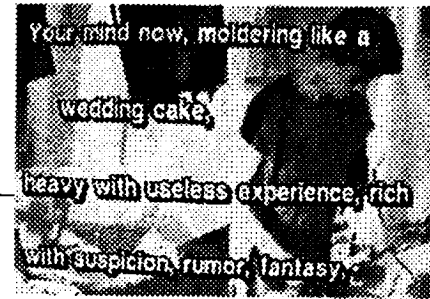 Your mind now, moldering like a
wedding cake,
heavy with useless experience, rich
with suspicion, rumor, fantasy,